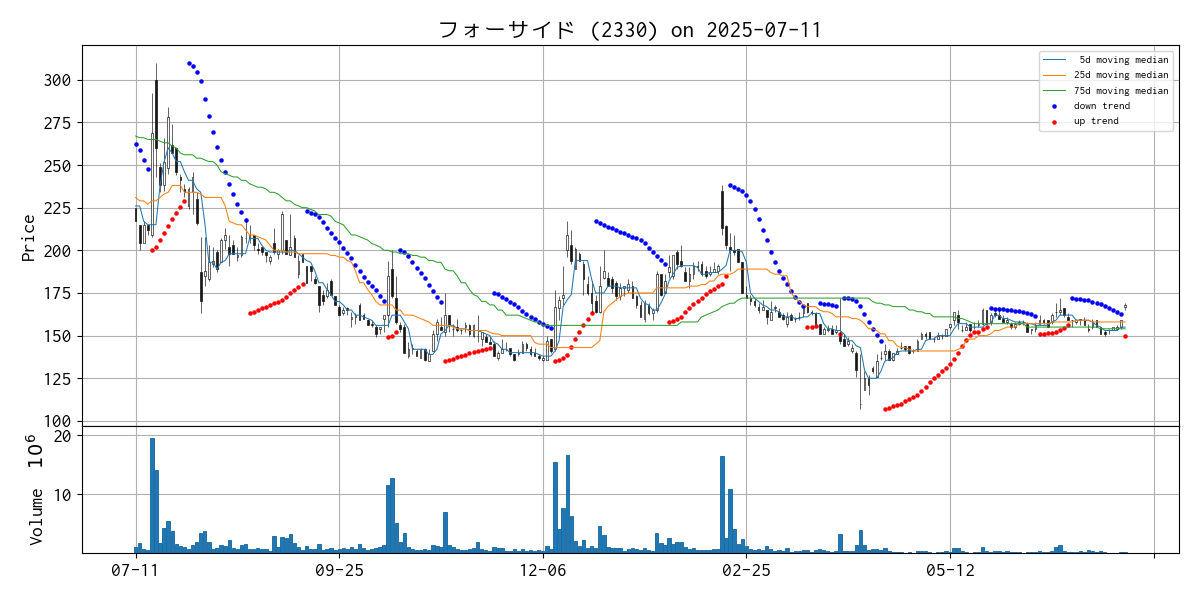 フォーサイド (2330) on 2025-07-11
5d moving median
25d moving median
75d moving median
down trend
up trend
Price
300
275
250
225
200
175
150
125
100
Volume 10^6
20
10
07-11
09-25
12-06
02-25
05-12